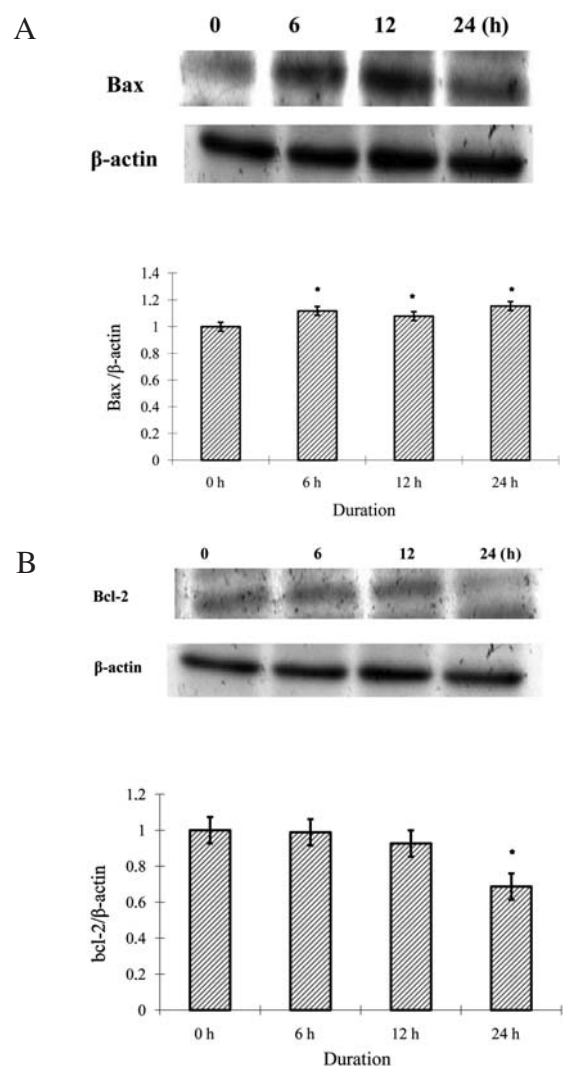 A
0 6 12 24 (h)
Bax
β-actin
1.4
1.2
1
0.8
0.6
0.4
0.2
0
Bax /β-actin
* * *
0 h 6 h 12 h 24 h
Duration
B
0 6 12 24 (h)
Bcl-2
β-actin
1.2
1
0.8
0.6
0.4
0.2
0
bcl-2/β-actin
*
0 h 6 h 12 h 24 h
Duration